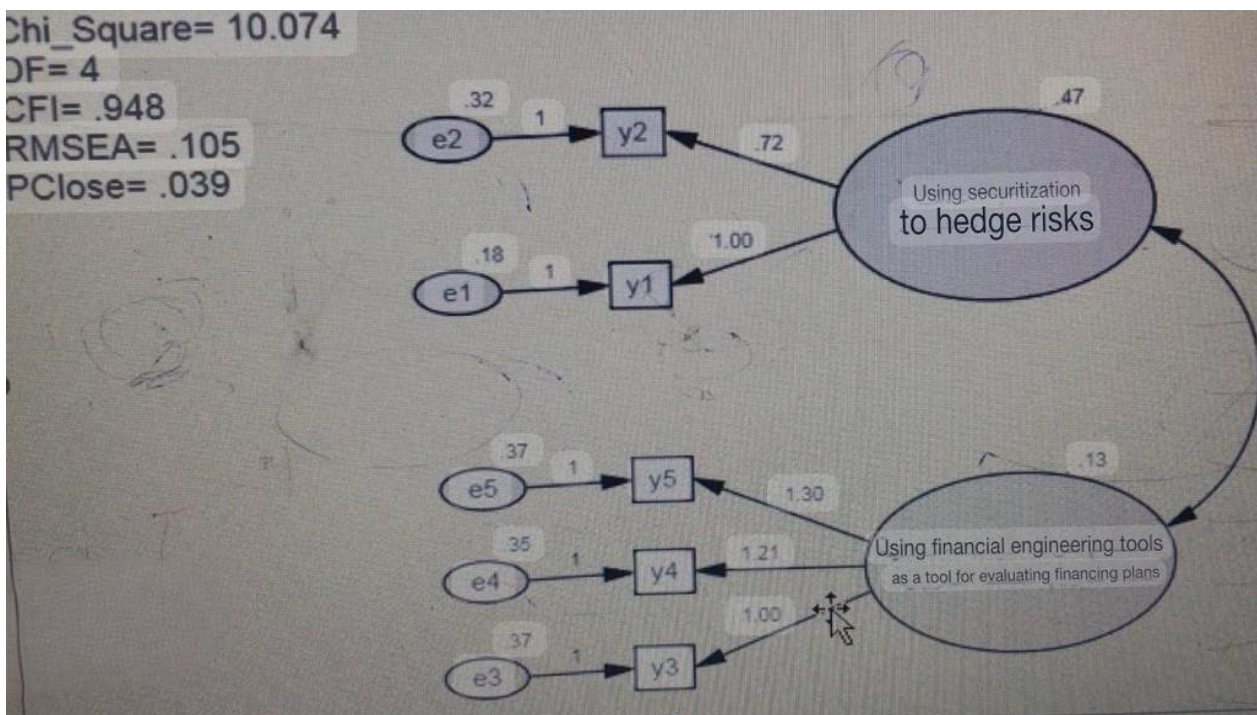 Chi_Square= 10.074
DF= 4
CFI= .948
RMSEA= .105
PClose= .039
.47
.32
1
e2
y2
.72
Using securitization
to hedge risks
.18
1
e1
y1
1.00
.37
1
e5
y5
1.30
.13
.35
1
e4
y4
1.21
Using financial engineering tools
as a tool for evaluating financing plans
.37
1
e3
y3
1.00